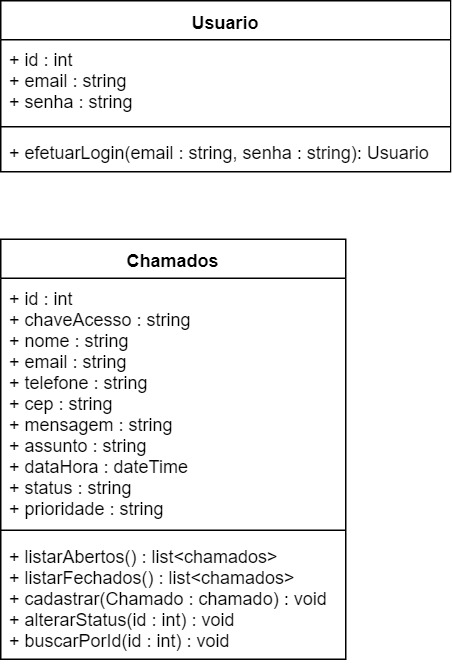 Usuario
+ id : int
+ email : string
+ senha : string
+ efetuarLogin(email : string, senha : string): Usuario
Chamados
+ id : int
+ chaveAcesso : string
+ nome : string
+ email : string
+ telefone : string
+ cep : string
+ mensagem : string
+ assunto : string
+ dataHora : dateTime
+ status : string
+ prioridade : string
+ listarAbertos() : list<chamados>
+ listarFechados() : list<chamados>
+ cadastrar(Chamado : chamado) : void
+ alterarStatus(id : int) : void
+ buscarPorId(id : int) : void